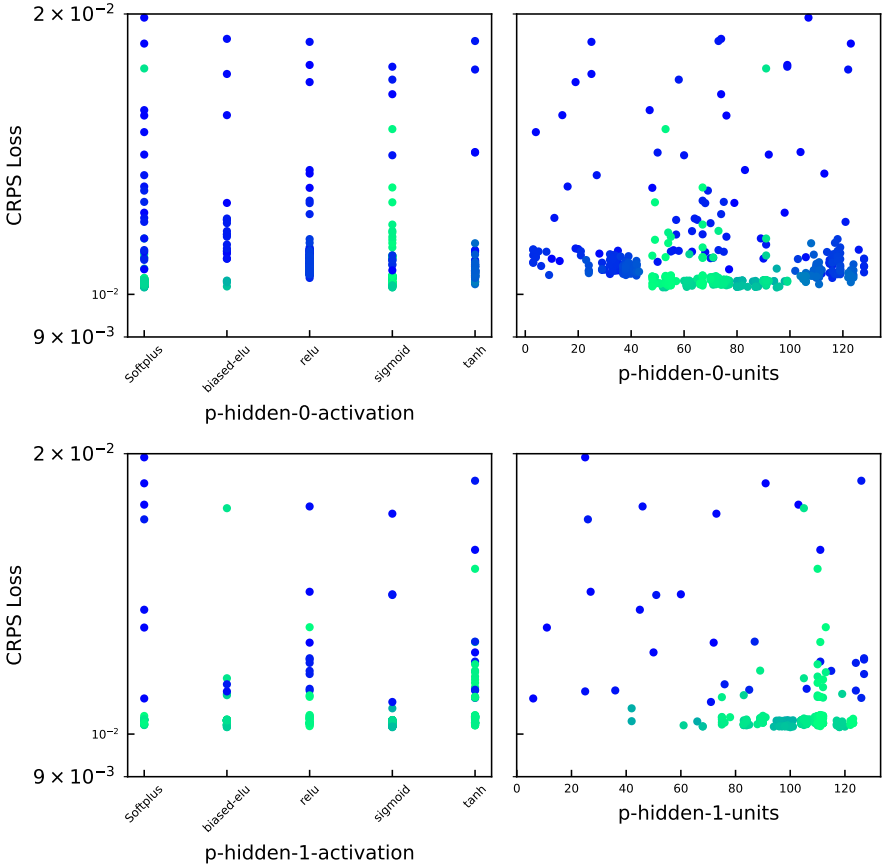 2 × 10⁻²
CRPS Loss
10⁻²
9 × 10⁻³
Softplus biased-elu relu sigmoid tanh
p-hidden-0-activation
0 20 40 60 80 100 120
p-hidden-0-units
2 × 10⁻²
CRPS Loss
10⁻²
9 × 10⁻³
Softplus biased-elu relu sigmoid tanh
p-hidden-1-activation
0 20 40 60 80 100 120
p-hidden-1-units